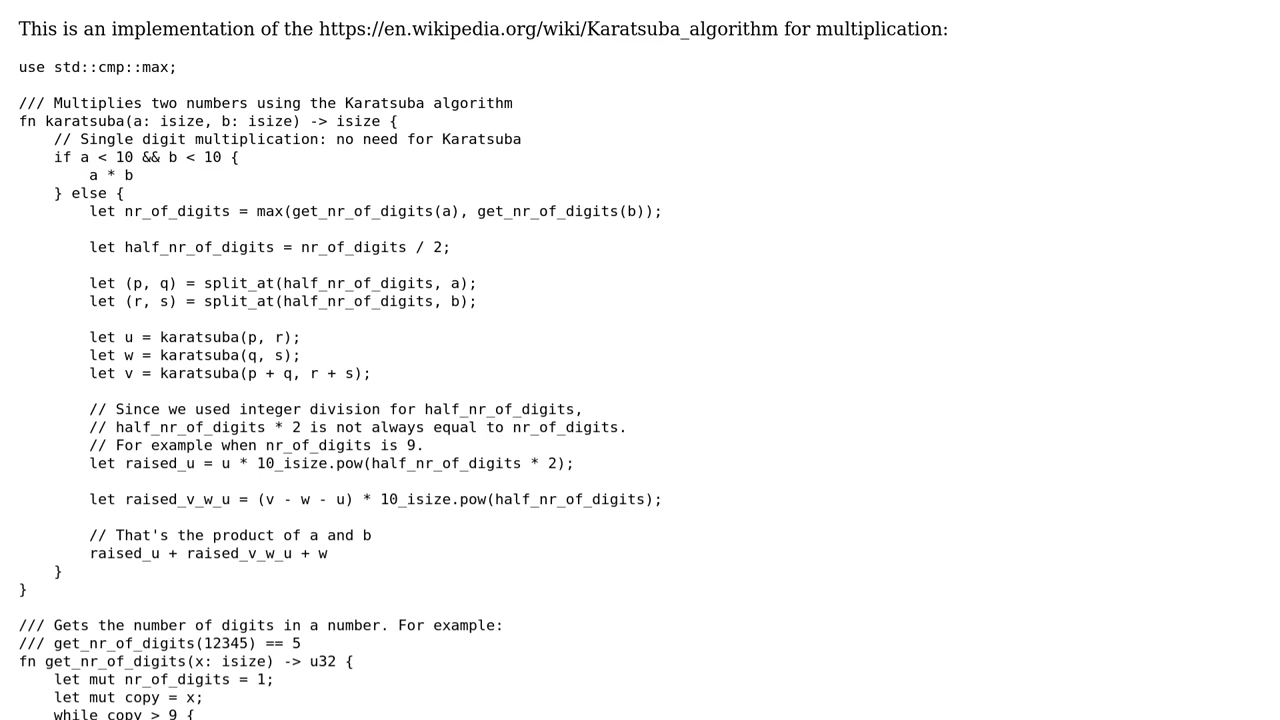 This is an implementation of the https://en.wikipedia.org/wiki/Karatsuba_algorithm for multiplication:
use std::cmp::max;
/// Multiplies two numbers using the Karatsuba algorithm
fn karatsuba(a: isize, b: isize) -> isize {
    // Single digit multiplication: no need for Karatsuba
    if a < 10 && b < 10 {
        a * b
    } else {
        let nr_of_digits = max(get_nr_of_digits(a), get_nr_of_digits(b));
        let half_nr_of_digits = nr_of_digits / 2;
        let (p, q) = split_at(half_nr_of_digits, a);
        let (r, s) = split_at(half_nr_of_digits, b);
        let u = karatsuba(p, r);
        let w = karatsuba(q, s);
        let v = karatsuba(p + q, r + s);
        // Since we used integer division for half_nr_of_digits,
        // half_nr_of_digits * 2 is not always equal to nr_of_digits.
        // For example when nr_of_digits is 9.
        let raised_u = u * 10_isize.pow(half_nr_of_digits * 2);
        let raised_v_w_u = (v - w - u) * 10_isize.pow(half_nr_of_digits);
        // That's the product of a and b
        raised_u + raised_v_w_u + w
    }
}
/// Gets the number of digits in a number. For example:
/// get_nr_of_digits(12345) == 5
fn get_nr_of_digits(x: isize) -> u32 {
    let mut nr_of_digits = 1;
    let mut copy = x;
    while copy > 9 {